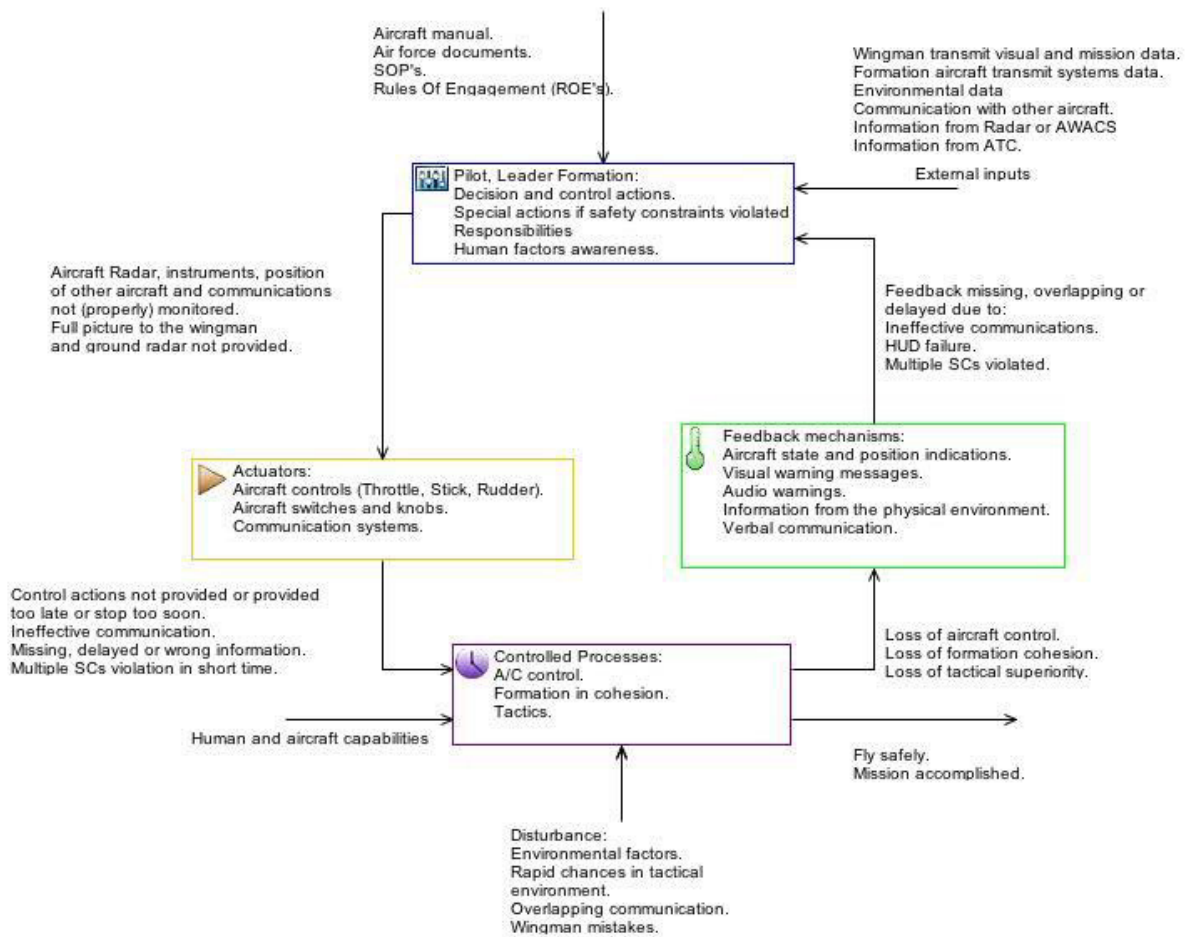 Aircraft manual.
Air force documents.
SOP's.
Rules Of Engagement (ROE's).
Wingman transmit visual and mission data.
Formation aircraft transmit systems data.
Environmental data
Communication with other aircraft.
Information from Radar or AWACS
Information from ATC.
External inputs
Pilot, Leader Formation:
Decision and control actions.
Special actions if safety constraints violated
Responsibilities
Human factors awareness.
Aircraft Radar, instruments, position
of other aircraft and communications
not (properly) monitored.
Full picture to the wingman
and ground radar not provided.
Feedback missing, overlapping or
delayed due to:
Ineffective communications.
HUD failure.
Multiple SCs violated.
Actuators:
Aircraft controls (Throttle, Stick, Rudder).
Aircraft switches and knobs.
Communication systems.
Feedback mechanisms:
Aircraft state and position indications.
Visual warning messages.
Audio warnings.
Information from the physical environment.
Verbal communication.
Control actions not provided or provided
too late or stop too soon.
Ineffective communication.
Missing, delayed or wrong information.
Multiple SCs violation in short time.
Controlled Processes:
A/C control.
Formation in cohesion.
Tactics.
Loss of aircraft control.
Loss of formation cohesion.
Loss of tactical superiority.
Human and aircraft capabilities
Fly safely.
Mission accomplished.
Disturbance:
Environmental factors.
Rapid chances in tactical
environment.
Overlapping communication.
Wingman mistakes.